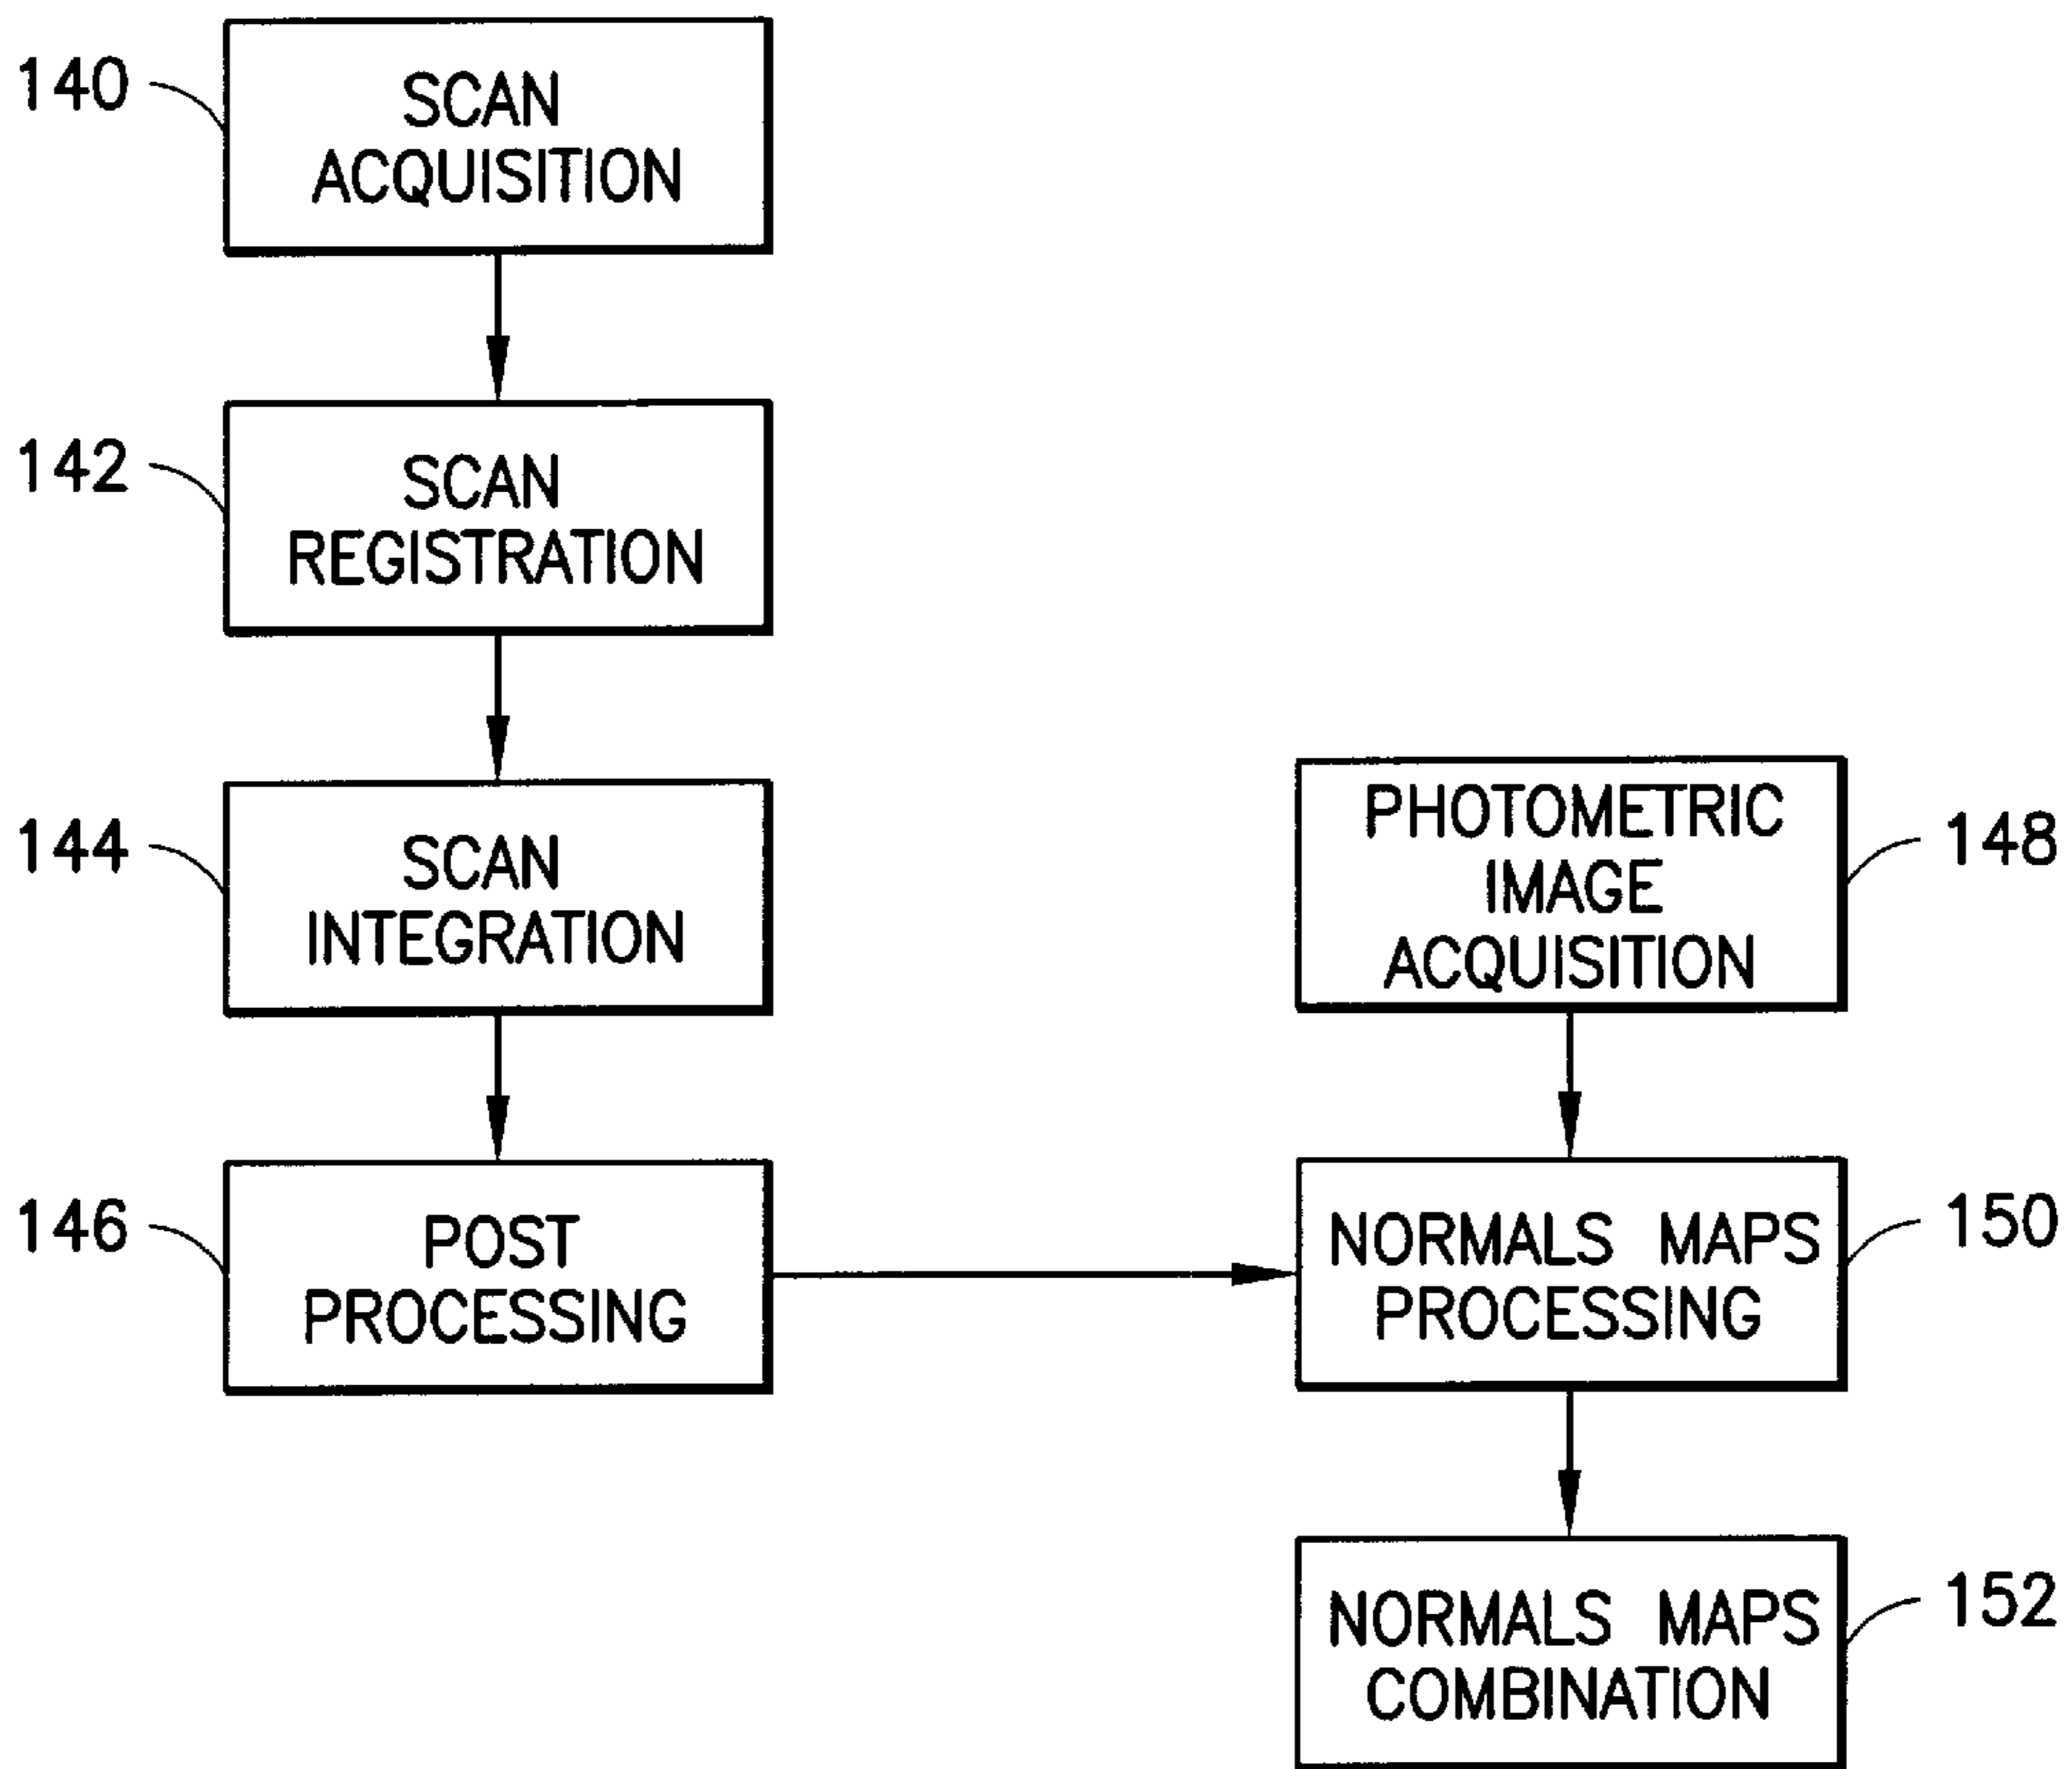 140
SCAN
ACQUISITION
142
SCAN
REGISTRATION
144
SCAN
INTEGRATION
146
POST
PROCESSING
PHOTOMETRIC
IMAGE
ACQUISITION
148
NORMALS MAPS
PROCESSING
150
NORMALS MAPS
COMBINATION
152